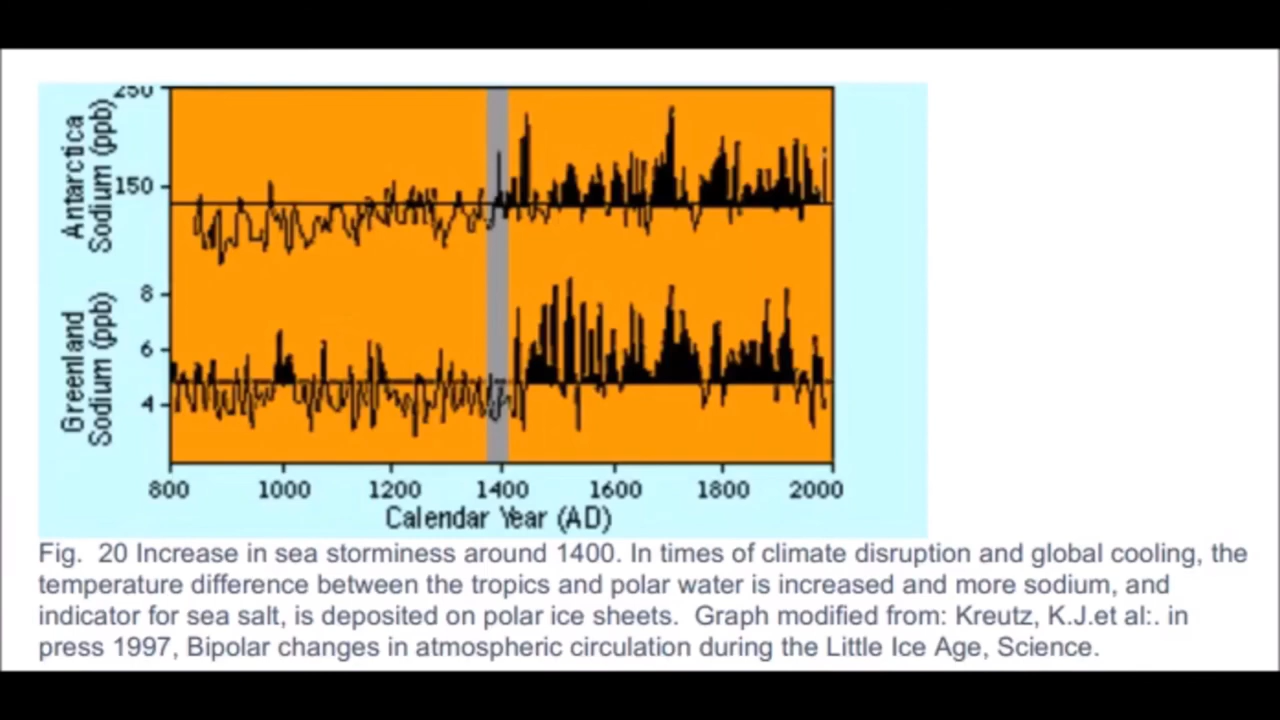 250
Antarctica
Sodium (ppb)
150
8
Greenland
Sodium (ppb)
6
4
800 1000 1200 1400 1600 1800 2000
Calendar Year (AD)
Fig. 20 Increase in sea storminess around 1400. In times of climate disruption and global cooling, the
temperature difference between the tropics and polar water is increased and more sodium, and
indicator for sea salt, is deposited on polar ice sheets. Graph modified from: Kreutz, K.J.et al:. in
press 1997, Bipolar changes in atmospheric circulation during the Little Ice Age, Science.